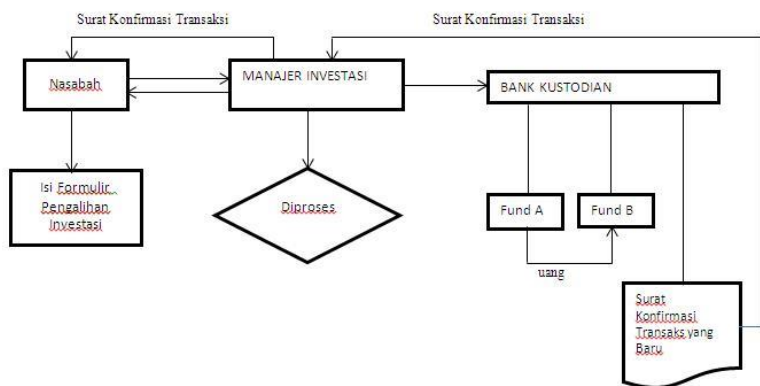 Surat Konfirmasi Transaksi
Surat Konfirmasi Transaksi
Nasabah
MANAJER INVESTASI
BANK KUSTODIAN
Isi Formulir
Pengalihan
Investasi
Diproses
Fund A
Fund B
uang
Surat
Konfirmasi
Transaks yang
Baru